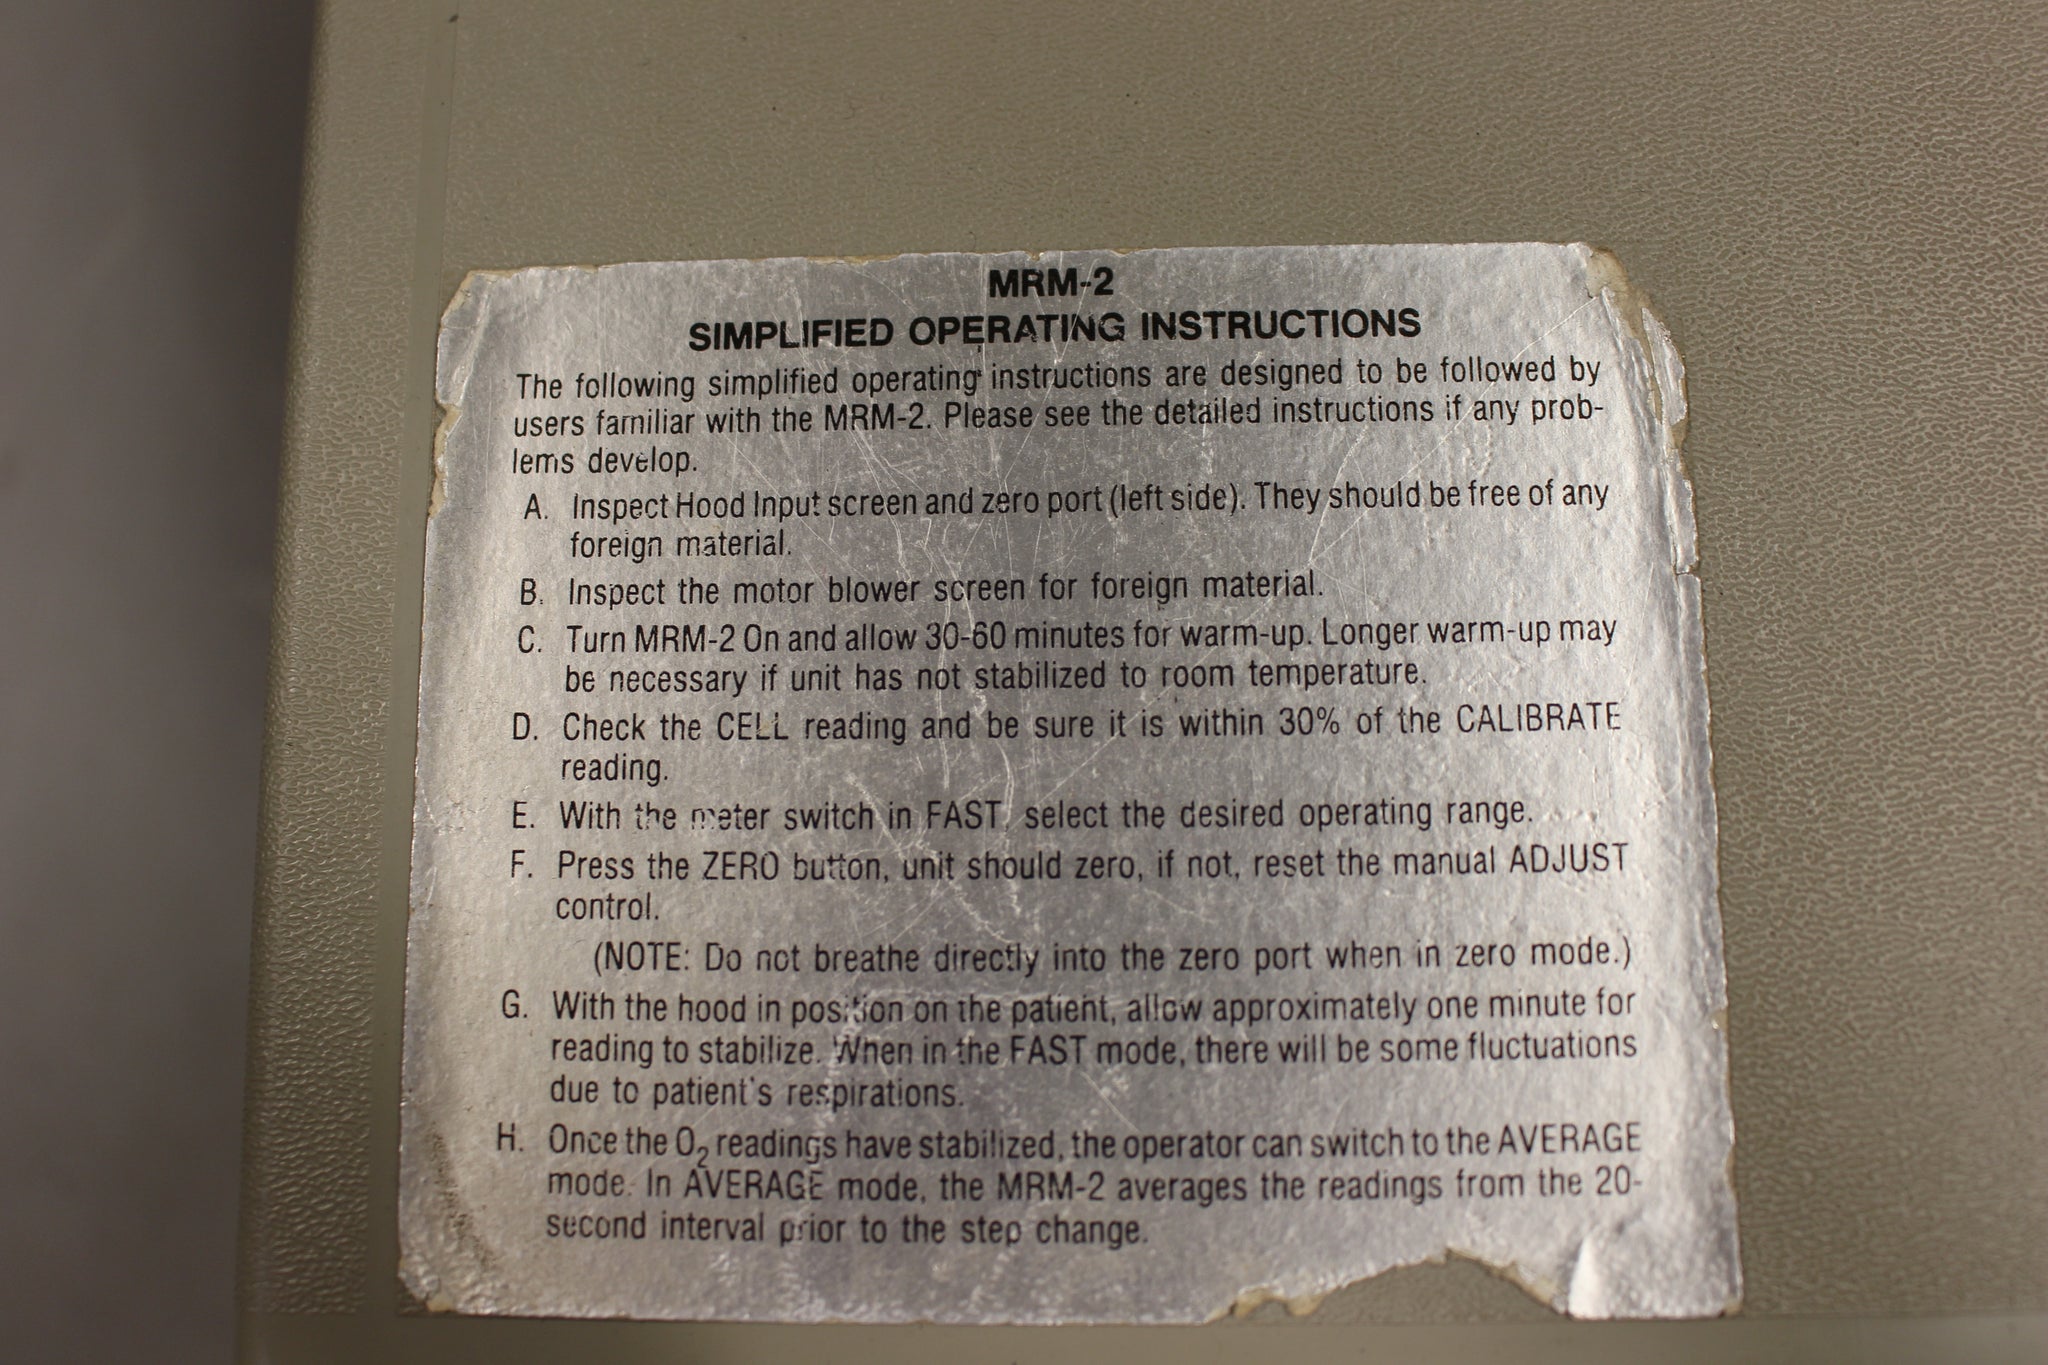 MRM-2
SIMPLIFIED OPERATING INSTRUCTIONS
The following simplified operating instructions are designed to be followed by
users familiar with the MRM-2. Please see the detailed instructions if any prob-
lems develop.
A. Inspect Hood Input screen and zero port (left side). They should be free of any
foreign material.
B. Inspect the motor blower screen for foreign material.
C. Turn MRM-2 On and allow 30-60 minutes for warm-up. Longer warm-up may
be necessary if unit has not stabilized to room temperature.
D. Check the CELL reading and be sure it is within 30% of the CALIBRATE
reading.
E. With the meter switch in FAST, select the desired operating range.
F. Press the ZERO button, unit should zero, if not, reset the manual ADJUST
control.
(NOTE: Do not breathe directly into the zero port when in zero mode.)
G. With the hood in position on the patient, allow approximately one minute for
reading to stabilize. When in the FAST mode, there will be some fluctuations
due to patient's respirations.
H. Once the O₂ readings have stabilized, the operator can switch to the AVERAGE
mode. In AVERAGE mode, the MRM-2 averages the readings from the 20-
second interval prior to the step change.